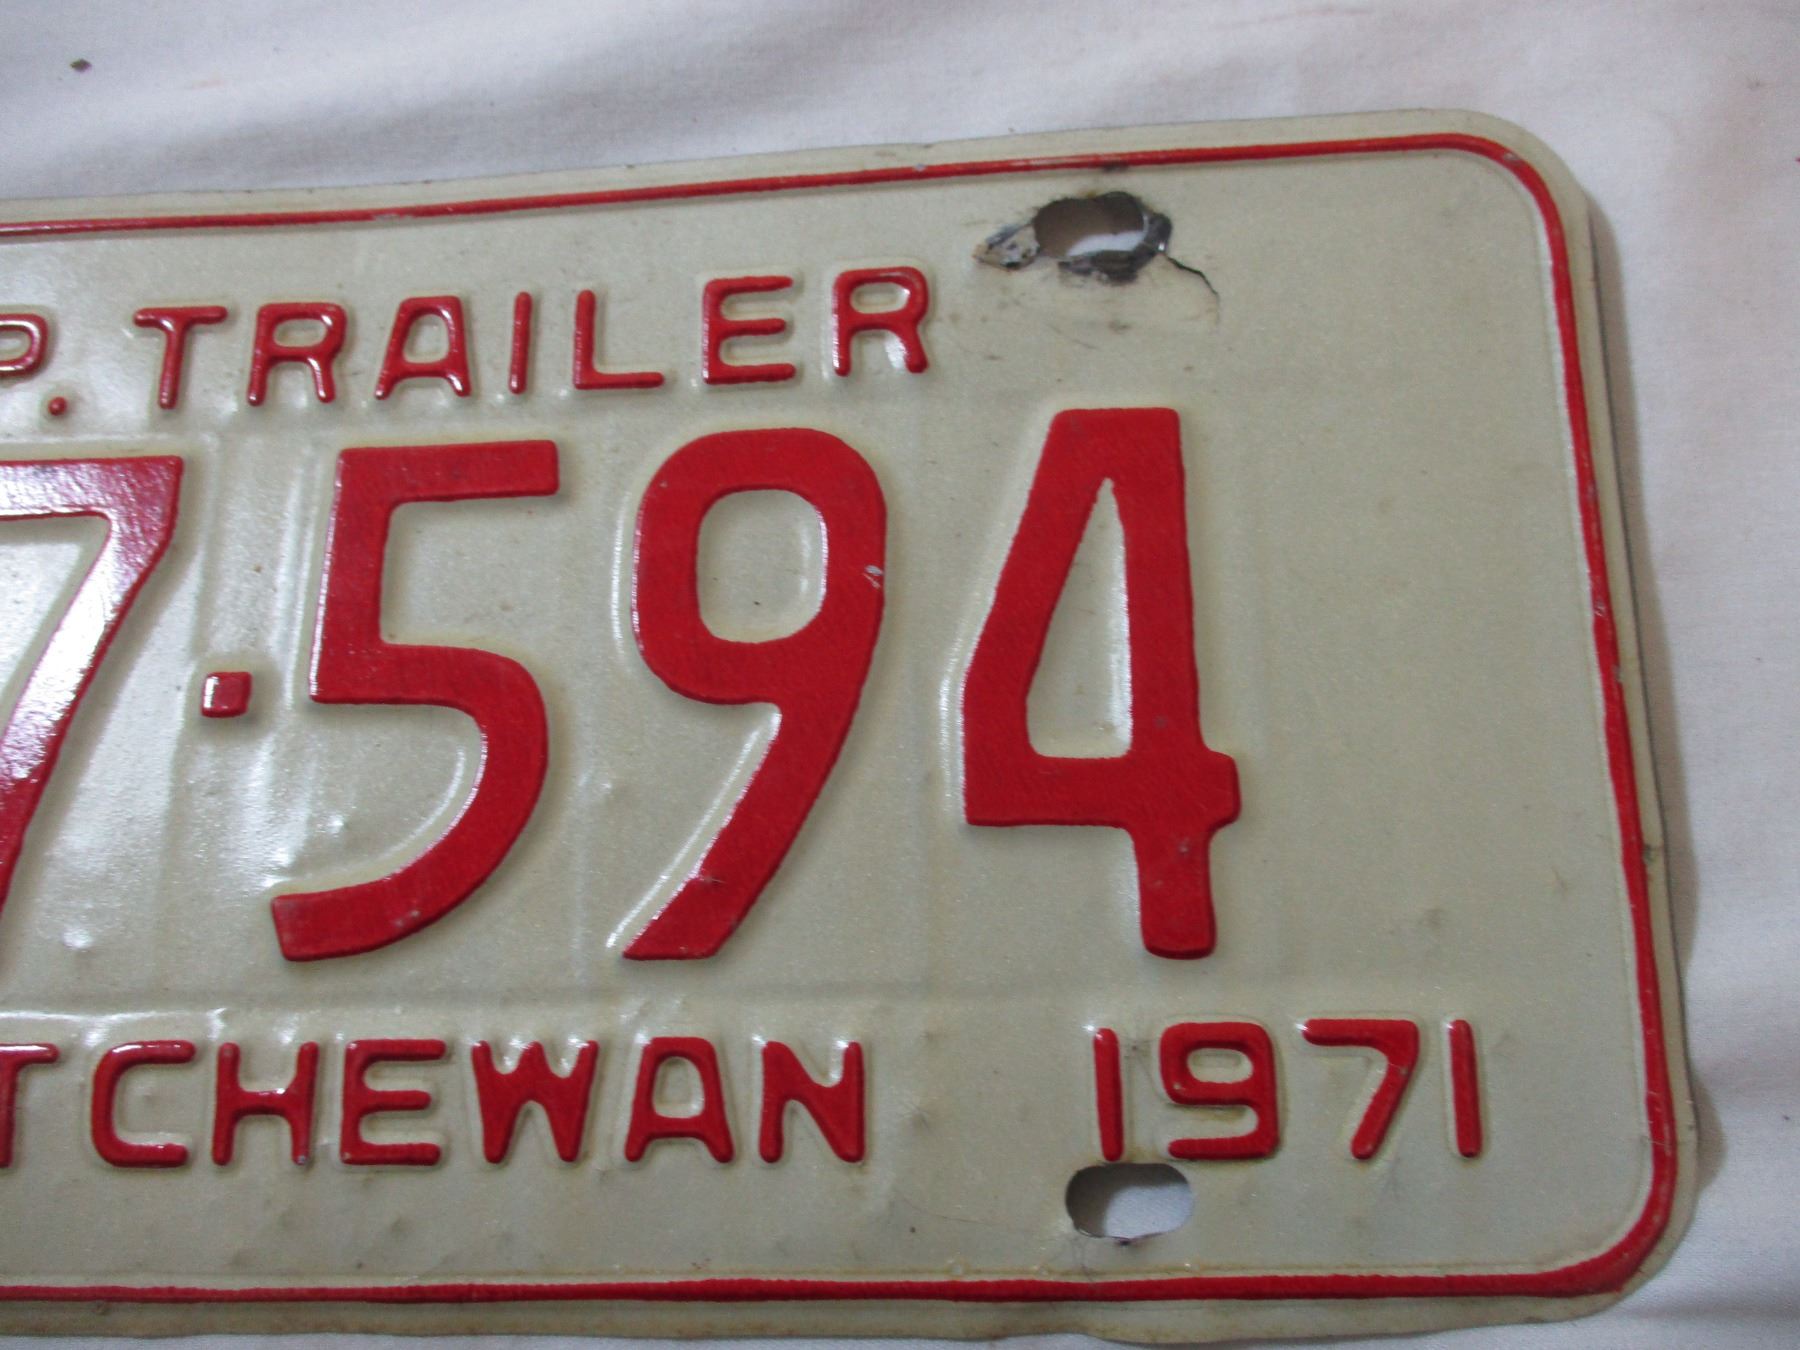 P. TRAILER
7·594
TCHEWAN 1971